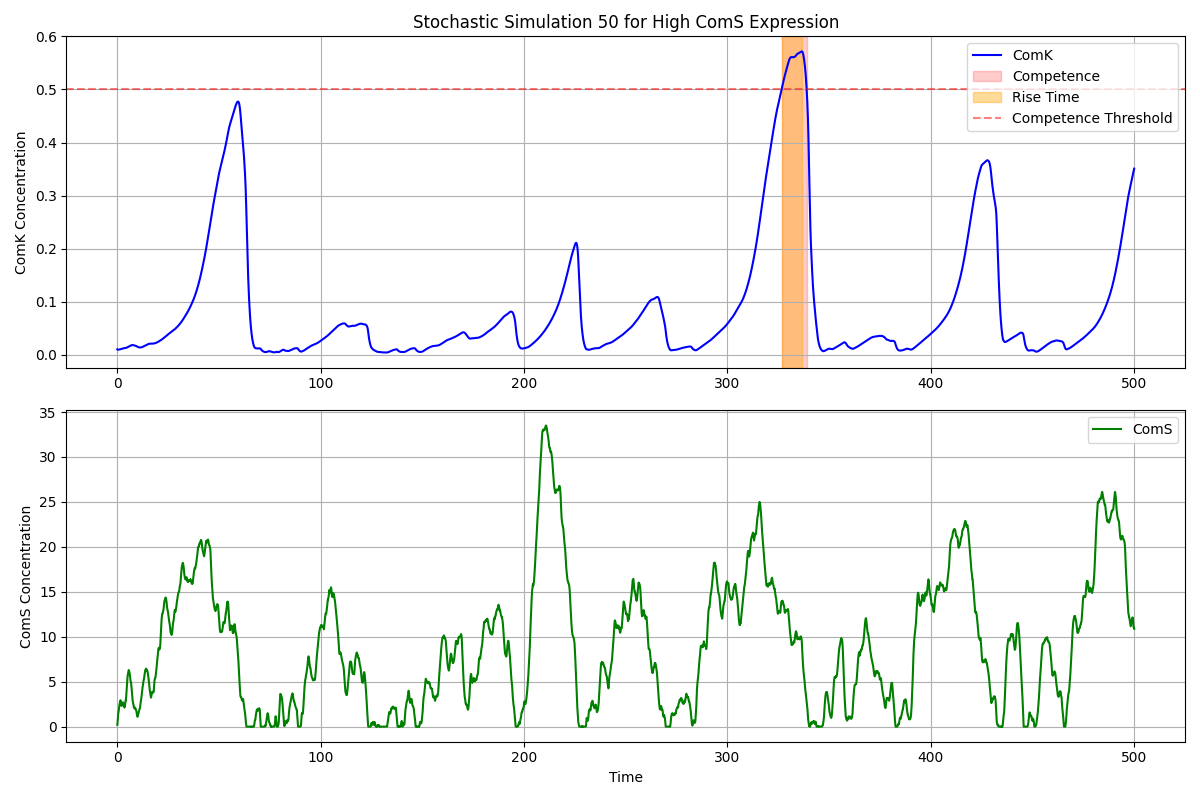 Stochastic Simulation 50 for High ComS Expression
0.6
0.5
0.4
0.3
0.2
0.1
0.0
ComK Concentration
ComK
Competence
Rise Time
Competence Threshold
0 100 200 300 400 500
35
30
25
20
15
10
5
0
ComS Concentration
ComS
0 100 200 300 400 500
Time